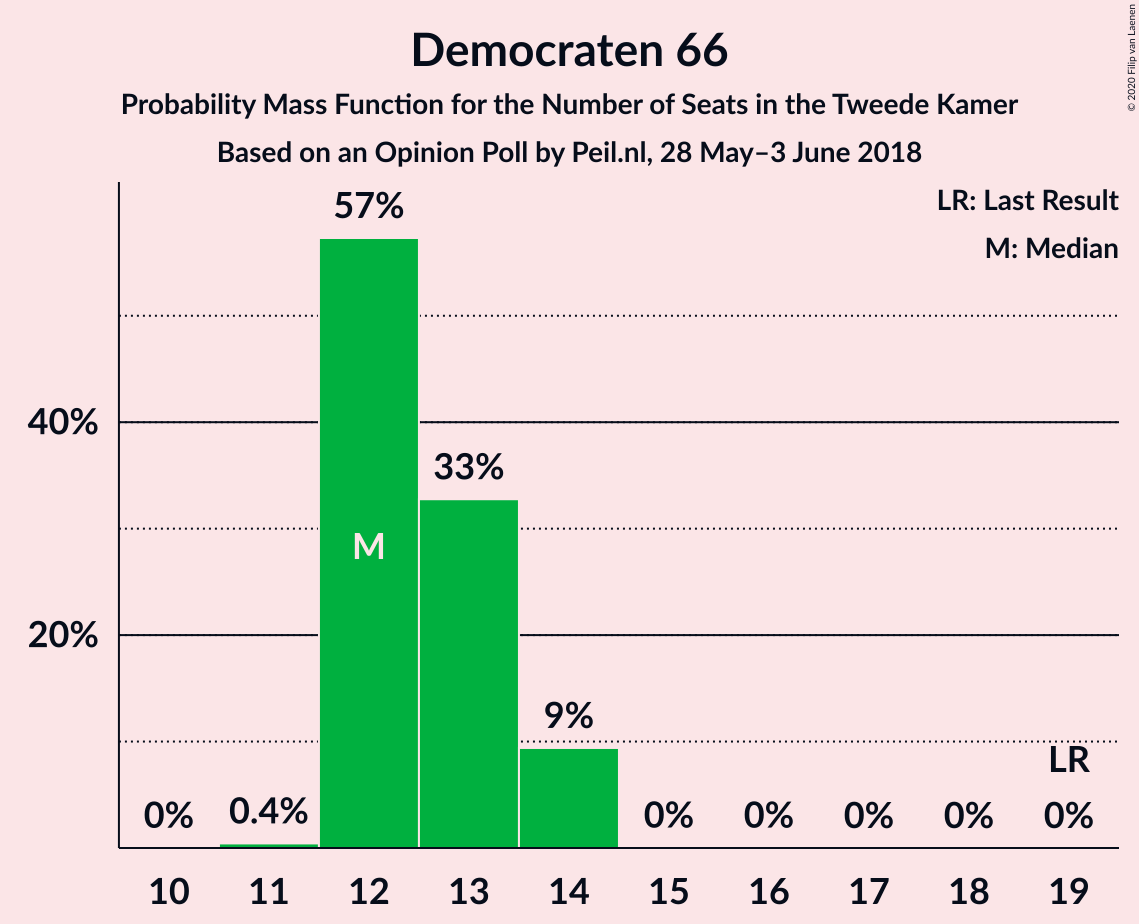 Democraten 66
Probability Mass Function for the Number of Seats in the Tweede Kamer
Based on an Opinion Poll by Peil.nl, 28 May–3 June 2018
© 2020 Filip van Laenen
LR: Last Result
M: Median
57%
40%
33%
M
20%
9%
LR
0% 0.4% 0% 0% 0% 0% 0%
10 11 12 13 14 15 16 17 18 19